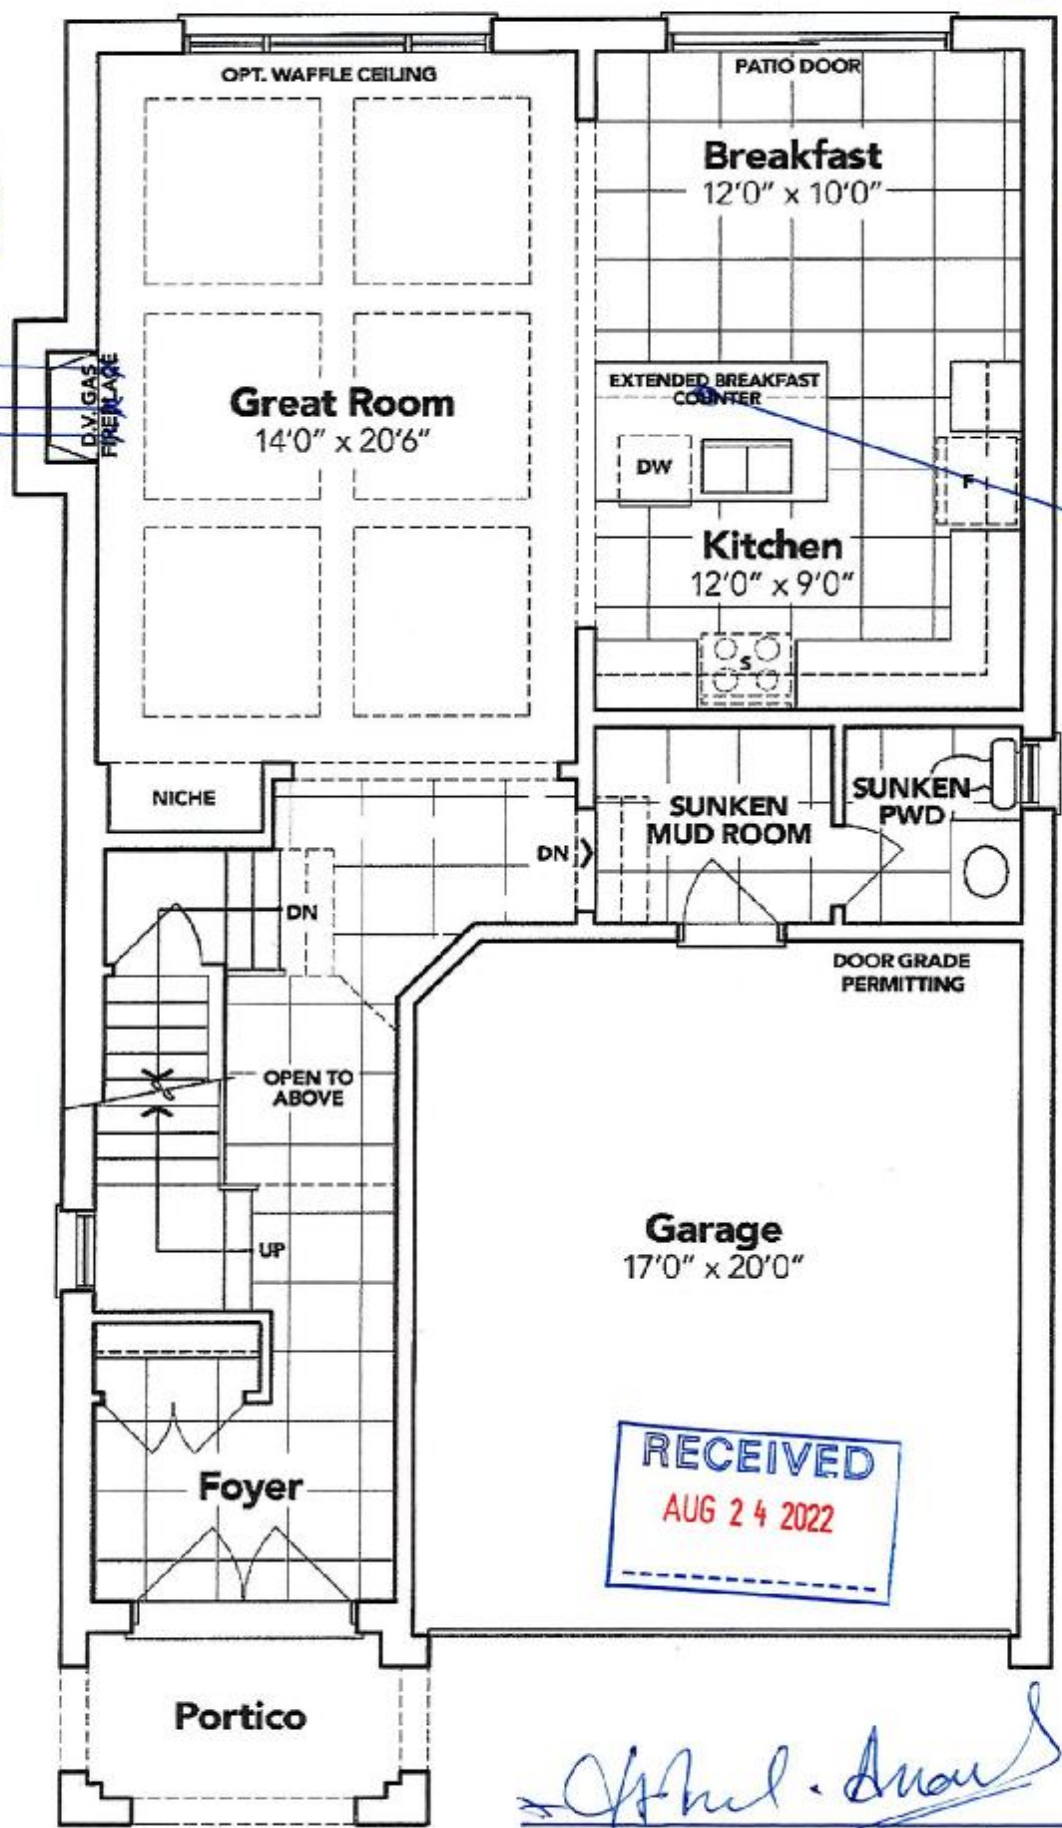 OPT. WAFFLE CEILING
PATIO DOOR
Breakfast
12'0" x 10'0"
D.V. GAS
FIREPLACE
Great Room
14'0" x 20'6"
EXTENDED BREAKFAST
COUNTER
DW
F
Kitchen
12'0" x 9'0"
S
NICHE
SUNKEN
MUD ROOM
SUNKEN
PWD
DN
DN
DOOR GRADE
PERMITTING
OPEN TO
ABOVE
UP
Garage
17'0" x 20'0"
RECEIVED
AUG 24 2022
Foyer
Portico